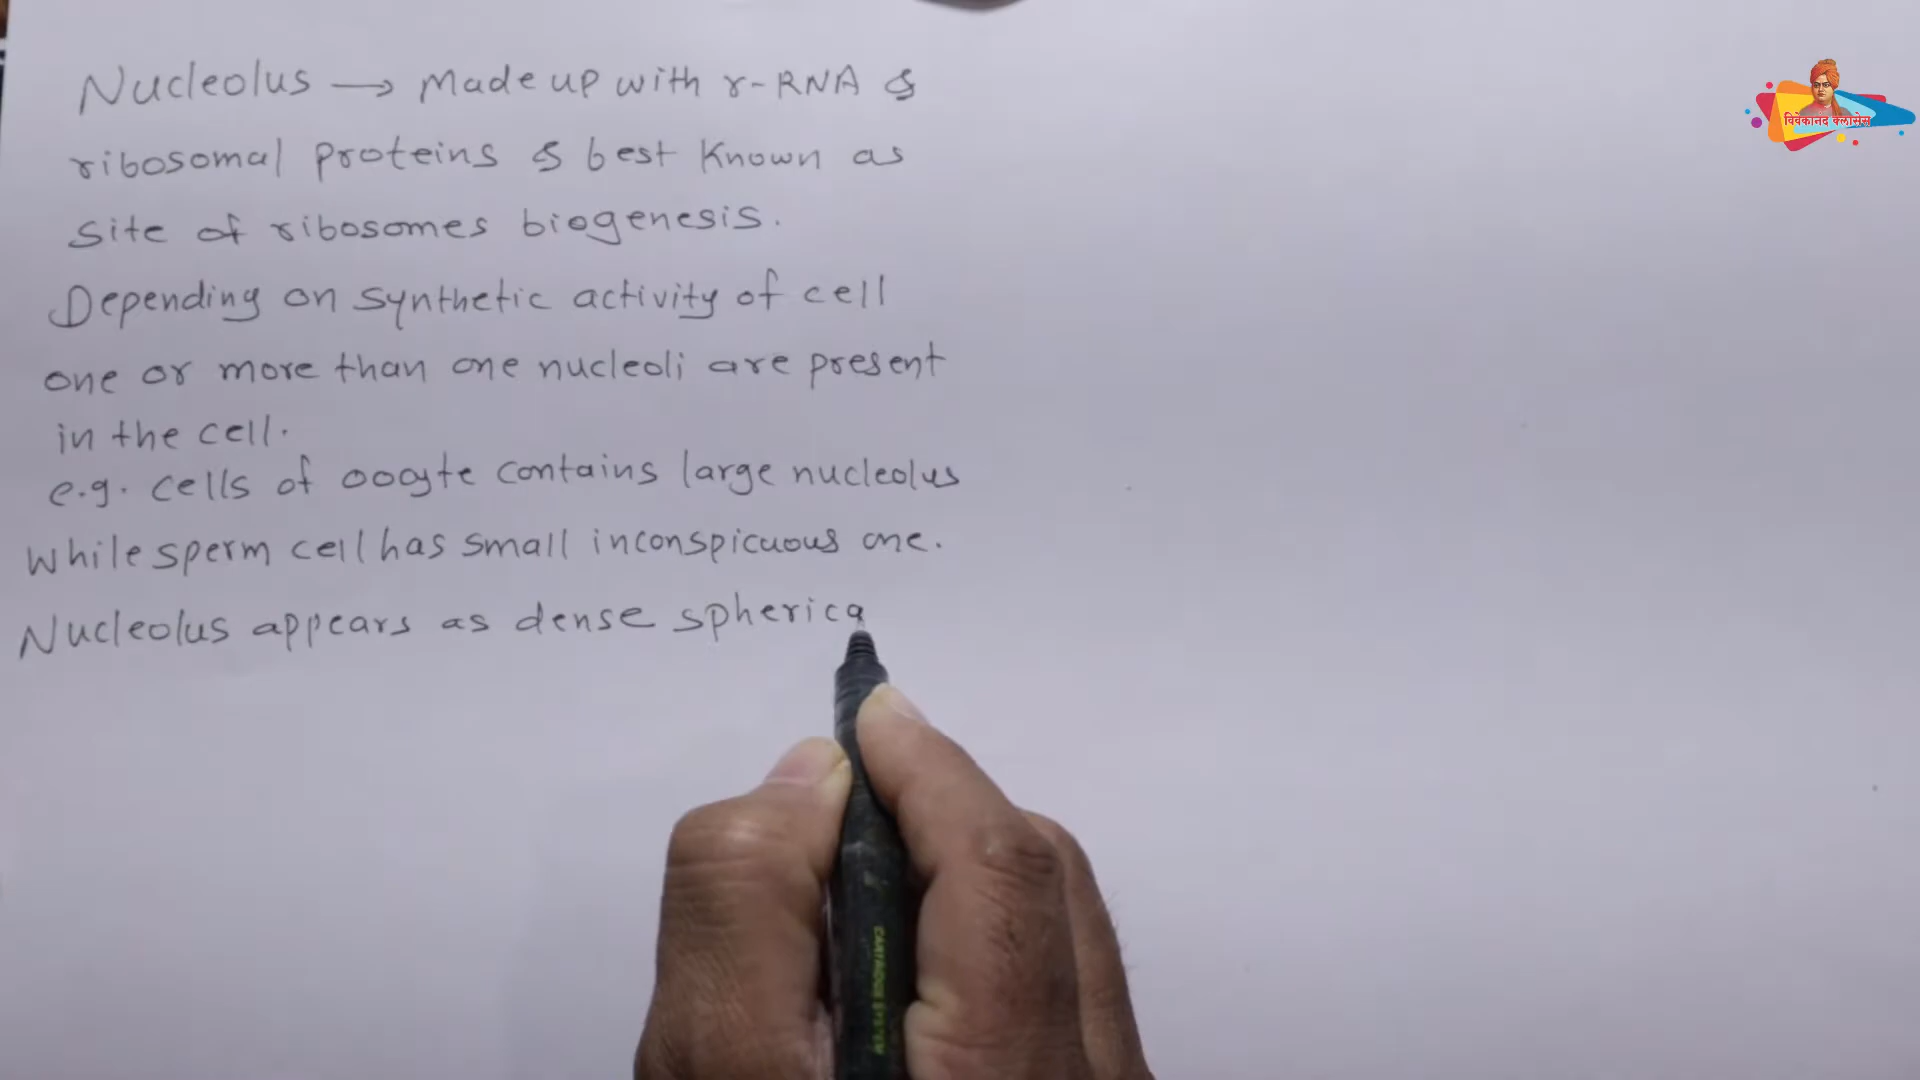 Nucleolus → Made up with r-RNA &
ribosomal proteins & best known as
site of ribosomes biogenesis.
Depending on synthetic activity of cell
one or more than one nucleoli are present
in the cell.
e.g. cells of oocyte contains large nucleolus
While sperm cell has small inconspicuous one.
Nucleolus appears as dense spherica
विवेकानंद क्लासेस